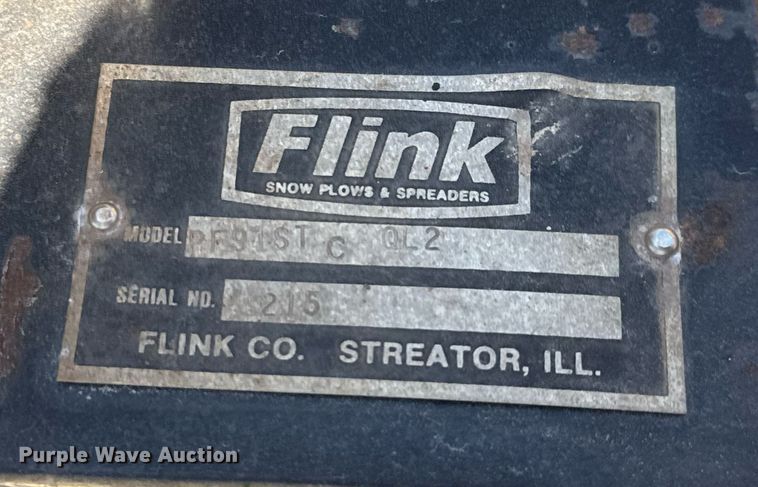 Flink
SNOW PLOWS & SPREADERS
MODEL PF91ST C QL2
SERIAL NO. 215
FLINK CO. STREATOR, ILL.
Purple Wave Auction